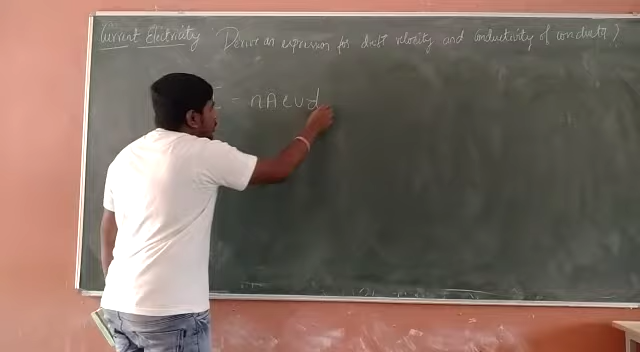 Current Electricity Derive an expression for drift velocity and conductivity of conductor?
= nAeVd